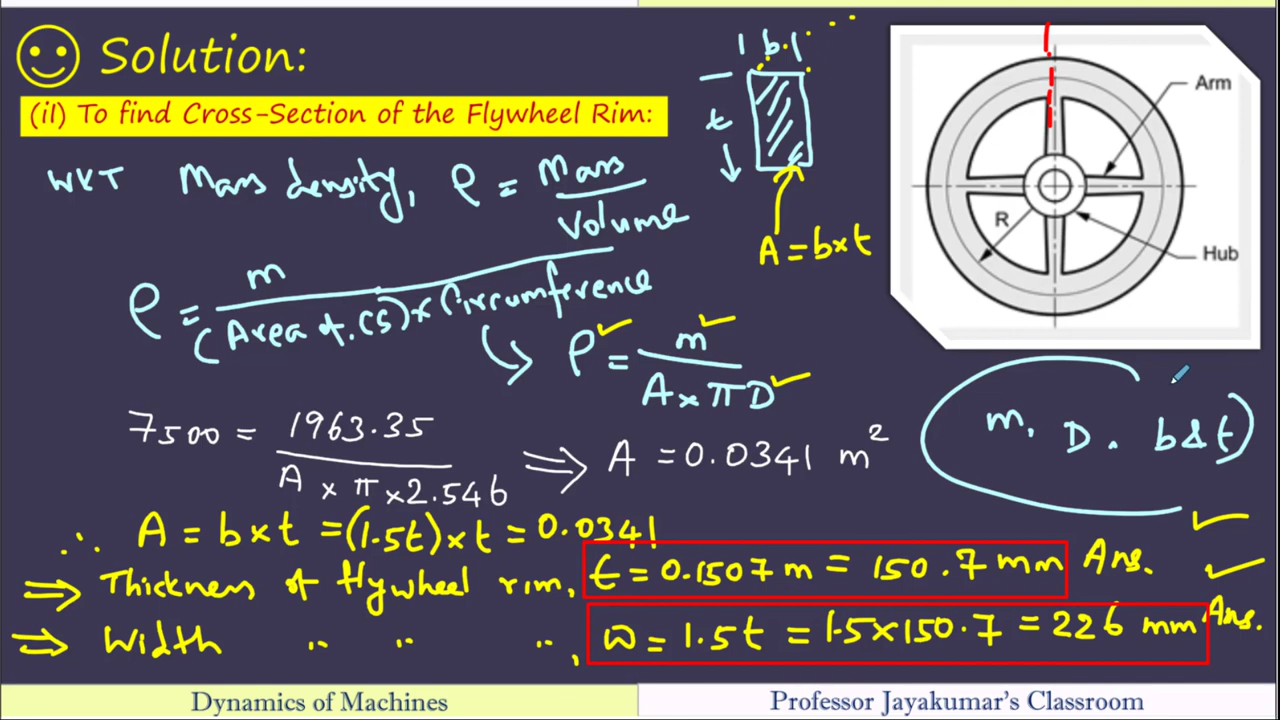 Solution:
(ii) To find Cross-Section of the Flywheel Rim:
WKT Mass density, ρ = Mass / Volume
ρ = m / (Area of CS) × Circumference
ρ = m / A × π D
7500 = 1963.35 / A × π × 2.546 ⇒ A = 0.0341 m²
∴ A = b × t = (1.5t) × t = 0.0341
⇒ Thickness of flywheel rim, t = 0.1507 m = 150.7 mm Ans.
⇒ Width " " ", w = 1.5t = 1.5 × 150.7 = 226 mm Ans.
b
t
A = b×t
Arm
R
Hub
m, D, b & t
Dynamics of Machines
Professor Jayakumar's Classroom